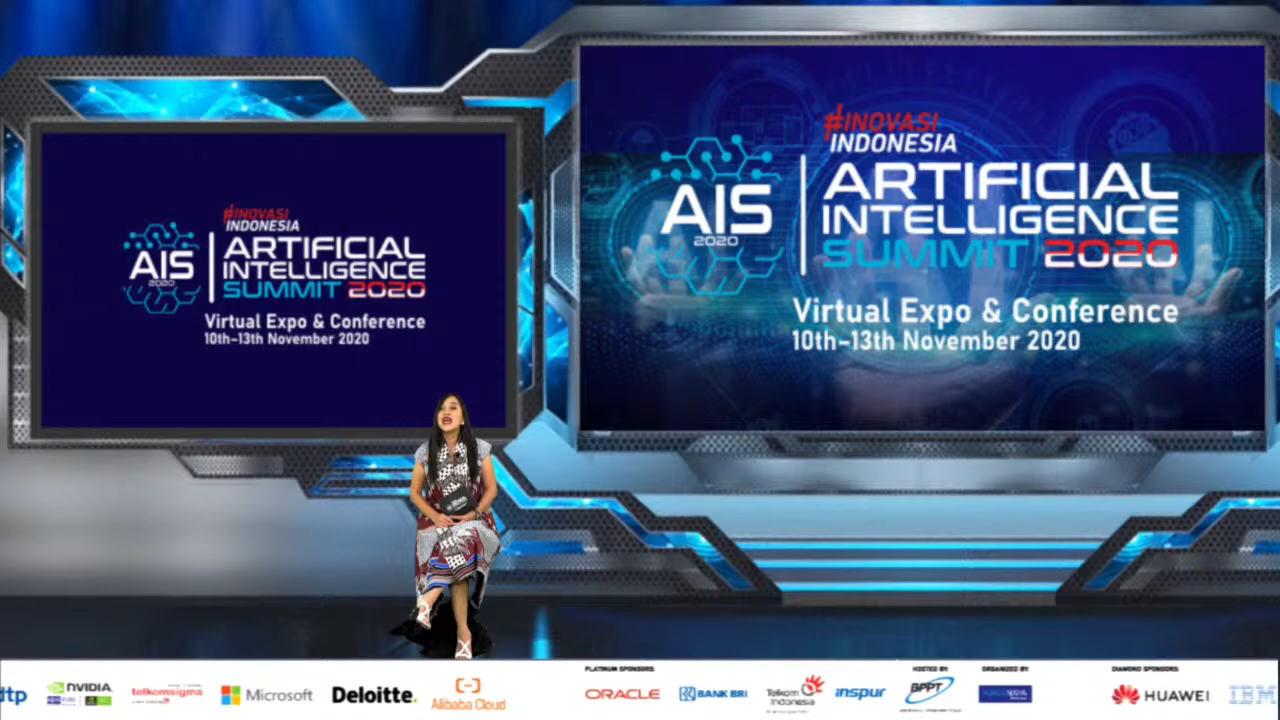 #INOVASI
INDONESIA
AIS
2020
ARTIFICIAL
INTELLIGENCE
SUMMIT 2020
Virtual Expo & Conference
10th-13th November 2020
#INOVASI
INDONESIA
AIS
2020
ARTIFICIAL
INTELLIGENCE
SUMMIT 2020
Virtual Expo & Conference
10th-13th November 2020
PLATINUM SPONSORS:
HOSTED BY:
ORGANIZED BY:
DIAMOND SPONSORS:
dtp
NVIDIA
telkomsigma
Microsoft
Deloitte.
Alibaba Cloud
ORACLE
BANK BRI
Telkom
Indonesia
inspur
BPPT
HUAWEI
IBM